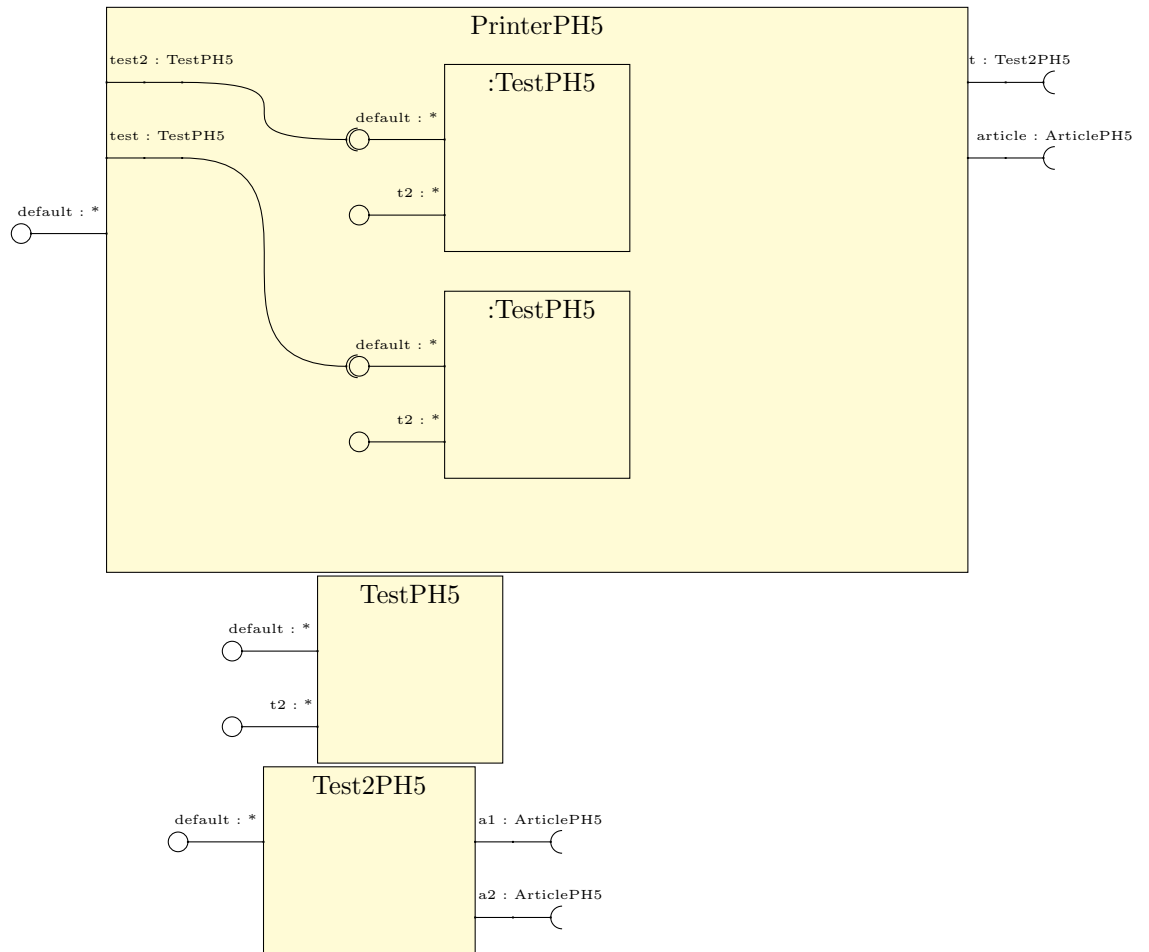 PrinterPH5
test2 : TestPH5
t : Test2PH5
:TestPH5
default : *
test : TestPH5
article : ArticlePH5
t2 : *
default : *
:TestPH5
default : *
t2 : *
TestPH5
default : *
t2 : *
Test2PH5
default : *
a1 : ArticlePH5
a2 : ArticlePH5